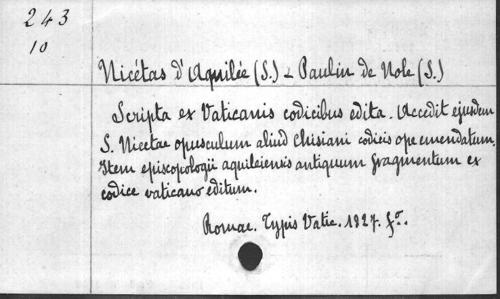 243
10
Nicétas d'Aquilée (S.) - Paulin de Nole (S.)
Scripta ex Vaticanis codicibus edita. Accedit ejusdem
S. Nicetae opusculum aliud Chisiani codicis ope emendatum,
Item episcopologii aquileiensis antiquum fragmentum ex
codice vaticano editum.
Romae. Typis Vatic. 1827. fo.